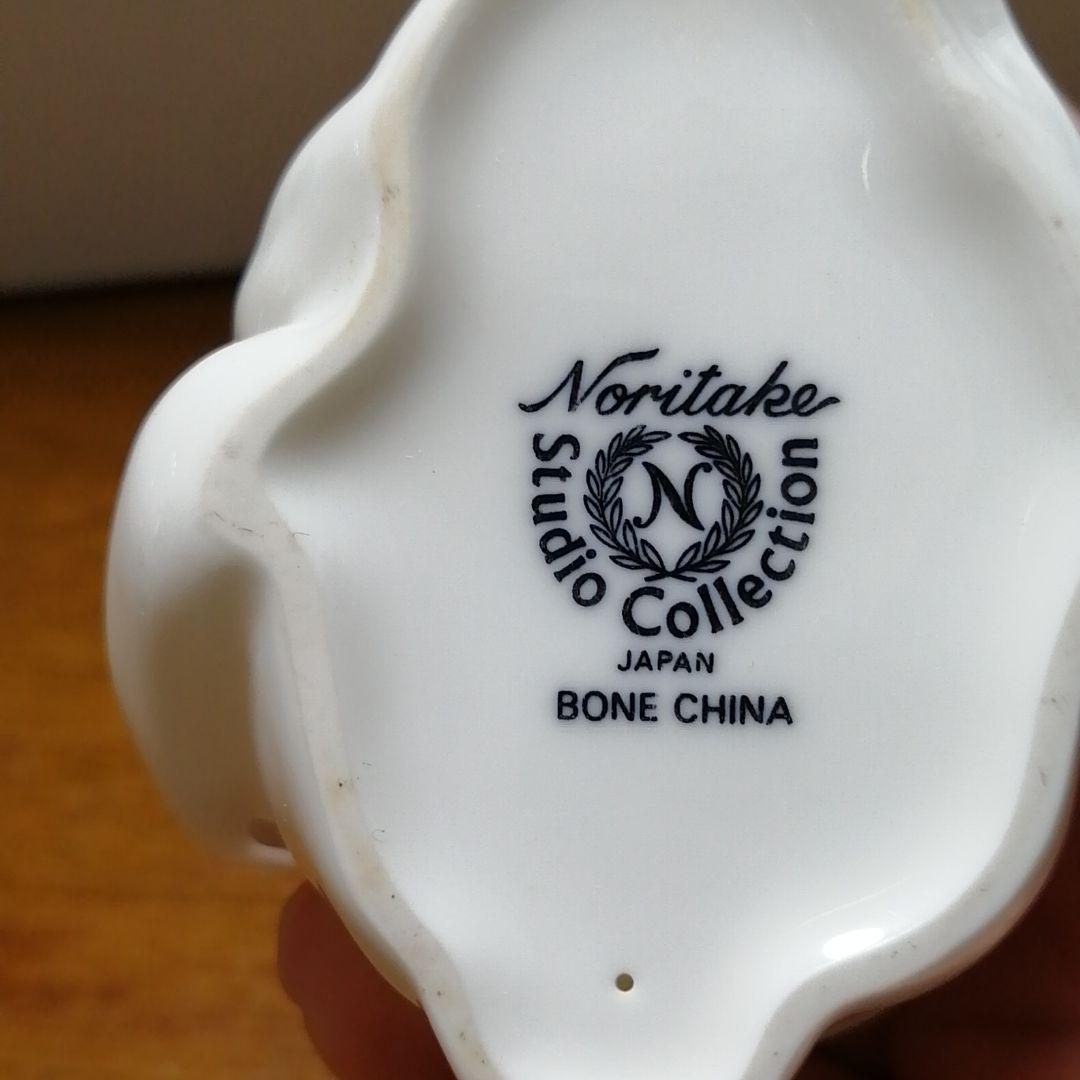 Noritake
N
Studio Collection
JAPAN
BONE CHINA